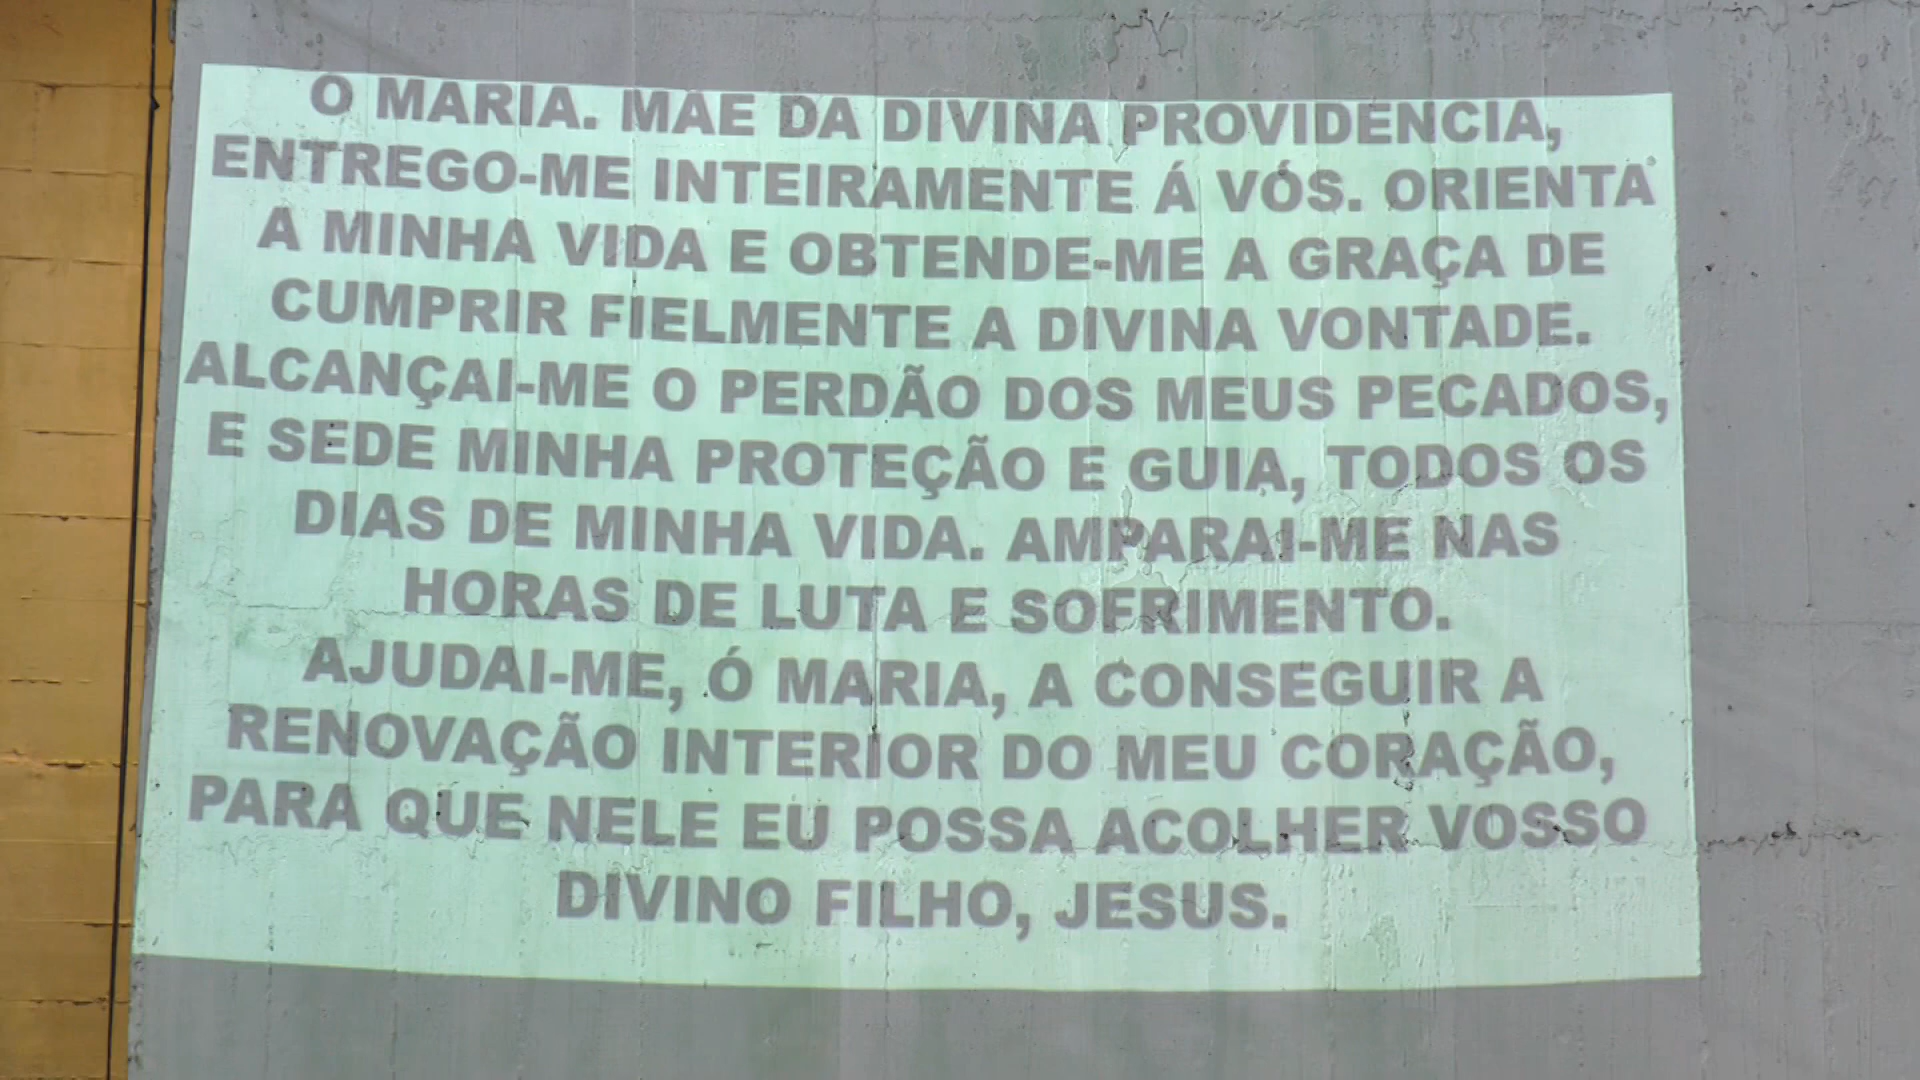 O MARIA. MÃE DA DIVINA PROVIDENCIA,
ENTREGO-ME INTEIRAMENTE Á VÓS. ORIENTA
A MINHA VIDA E OBTENDE-ME A GRAÇA DE
CUMPRIR FIELMENTE A DIVINA VONTADE.
ALCANÇAI-ME O PERDÃO DOS MEUS PECADOS,
E SEDE MINHA PROTEÇÃO E GUIA, TODOS OS
DIAS DE MINHA VIDA. AMPARAI-ME NAS
HORAS DE LUTA E SOFRIMENTO.
AJUDAI-ME, Ó MARIA, A CONSEGUIR A
RENOVAÇÃO INTERIOR DO MEU CORAÇÃO,
PARA QUE NELE EU POSSA ACOLHER VOSSO
DIVINO FILHO, JESUS.